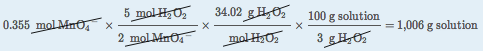 0.355 mol MnO₄⁻ × 5 mol H₂O₂ / 2 mol MnO₄⁻ × 34.02 g H₂O₂ / mol H₂O₂ × 100 g solution / 3 g H₂O₂ = 1,006 g solution